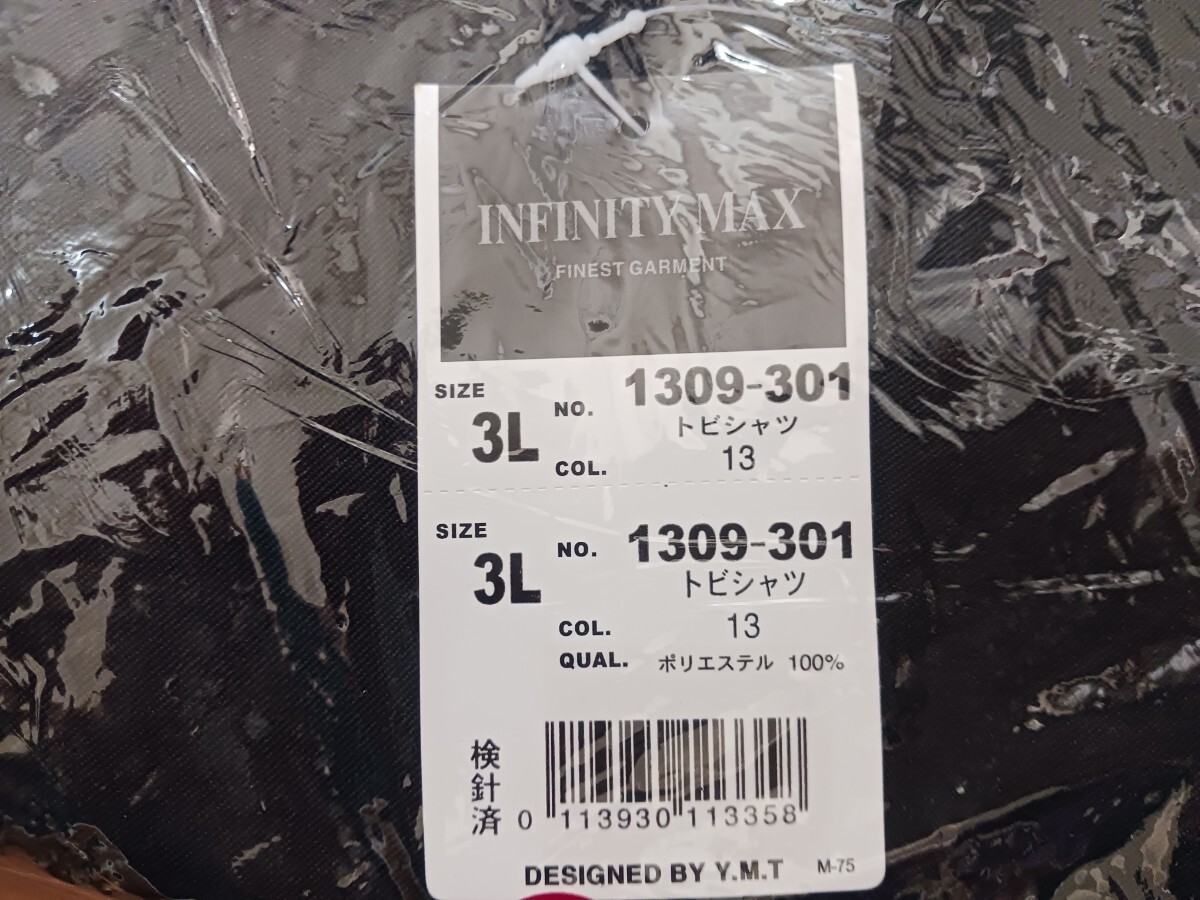 INFINITY MAX
FINEST GARMENT
SIZE 3L NO. 1309-301
トビシャツ
COL. 13
SIZE 3L NO. 1309-301
トビシャツ
COL. 13
QUAL. ポリエステル 100%
検針済
0 113930 113358
DESIGNED BY Y.M.T M-75